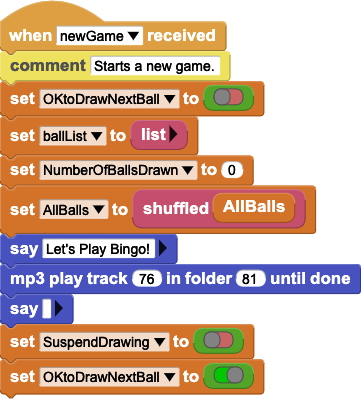 when newGame received
comment Starts a new game.
set OKtoDrawNextBall to
set ballList to list
set NumberOfBallsDrawn to 0
set AllBalls to shuffled AllBalls
say Let's Play Bingo!
mp3 play track 76 in folder 81 until done
say
set SuspendDrawing to
set OKtoDrawNextBall to